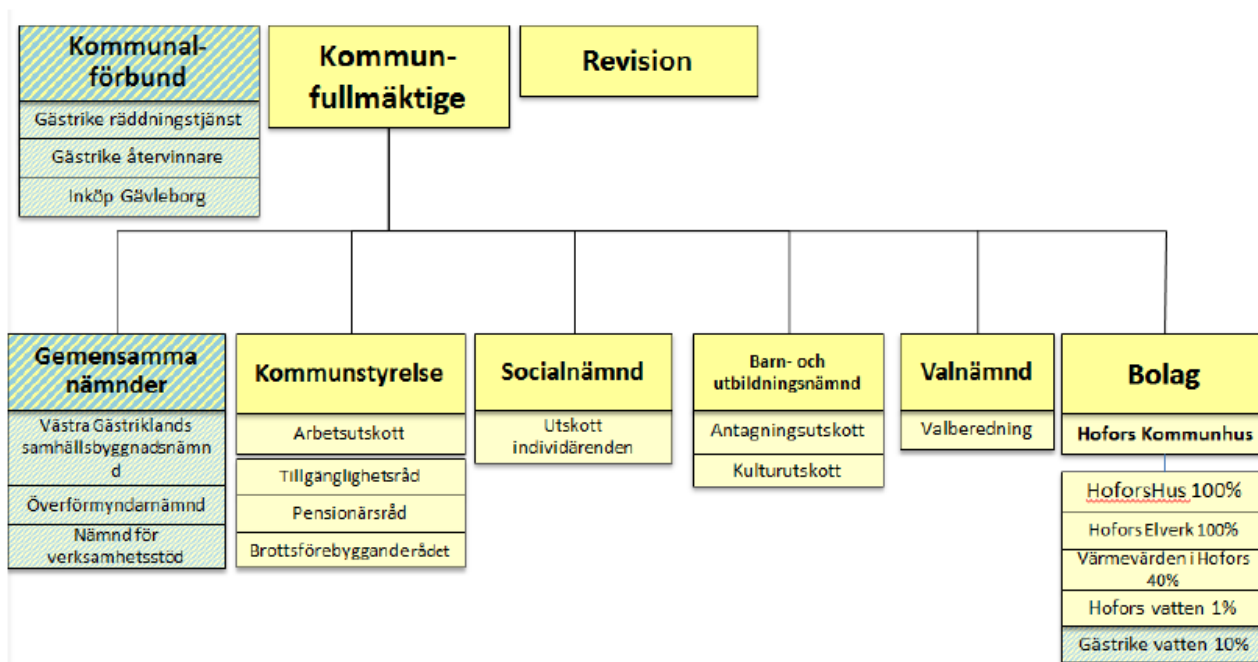 Kommunal-
förbund
Gästrike räddningstjänst
Gästrike återvinnare
Inköp Gävleborg
Kommun-
fullmäktige
Revision
Gemensamma
nämnder
Västra Gästriklands
samhällsbyggnadsnämn
d
Överförmyndarnämnd
Nämnd för
verksamhetsstöd
Kommunstyrelse
Arbetsutskott
Tillgänglighetsråd
Pensionärsråd
Brottsförebygganderådet
Socialnämnd
Utskott
individärenden
Barn- och
utbildningsnämnd
Antagningsutskott
Kulturutskott
Valnämnd
Valberedning
Bolag
Hofors Kommunhus
HoforsHus 100%
Hofors Elverk 100%
Värmevärden i Hofors
40%
Hofors vatten 1%
Gästrike vatten 10%